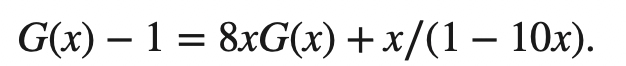 G(x) − 1 = 8xG(x) + x/(1 − 10x).